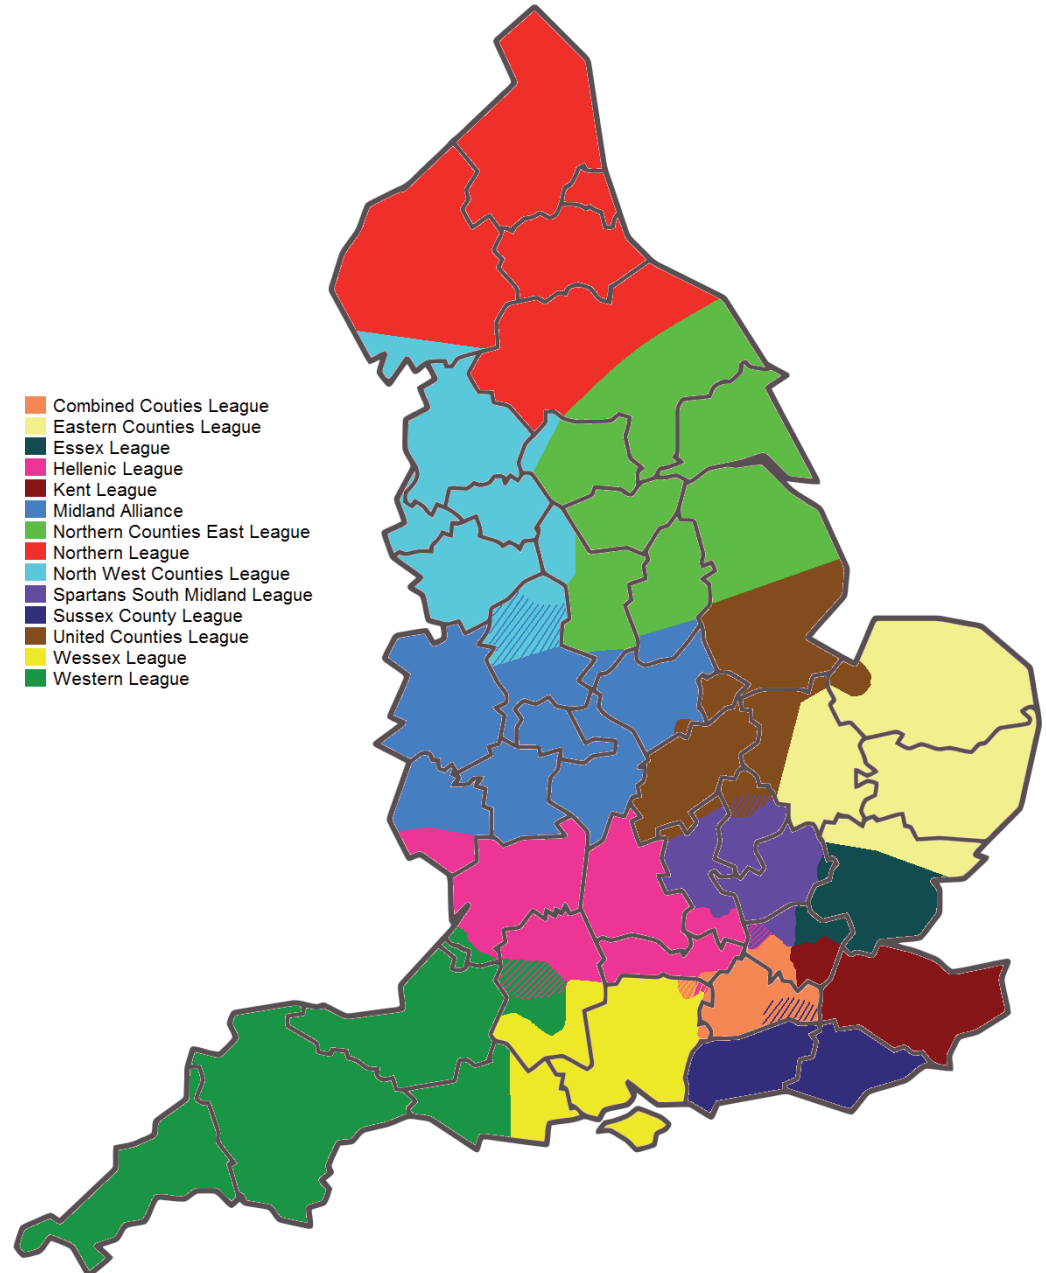 Combined Couties League
Eastern Counties League
Essex League
Hellenic League
Kent League
Midland Alliance
Northern Counties East League
Northern League
North West Counties League
Spartans South Midland League
Sussex County League
United Counties League
Wessex League
Western League